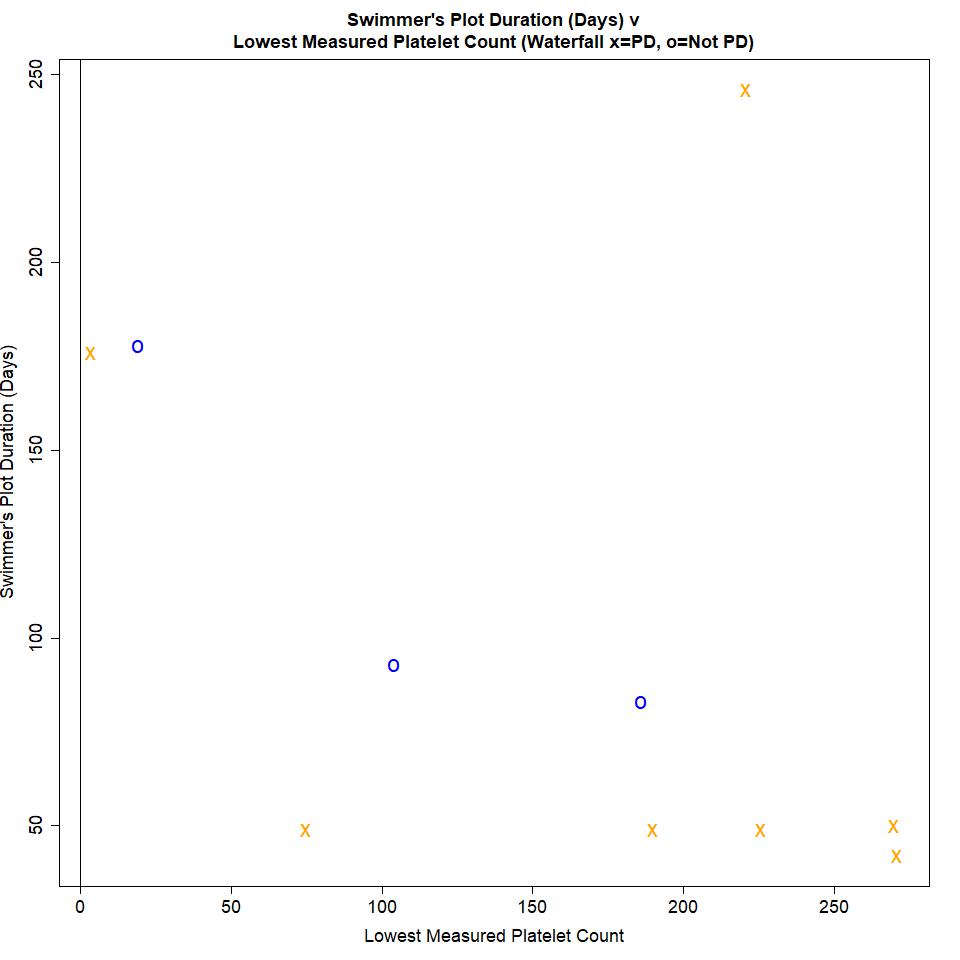 Swimmer's Plot Duration (Days) v
Lowest Measured Platelet Count (Waterfall x=PD, o=Not PD)
Swimmer's Plot Duration (Days)
250
200
150
100
50
X
X
O
O
O
X
X
X
X
X
0 50 100 150 200 250
Lowest Measured Platelet Count